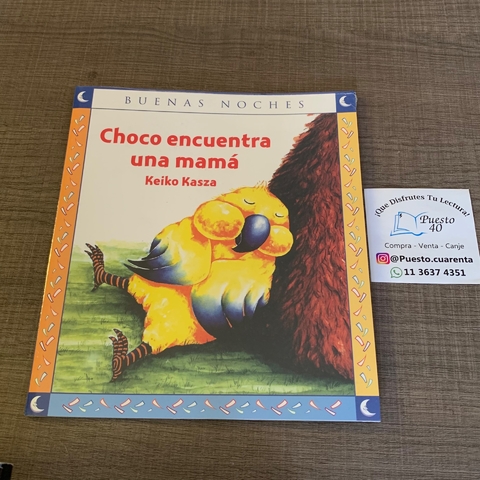 BUENAS NOCHES
Choco encuentra
una mamá
Keiko Kasza
¡Que Disfrutes Tu Lectura!
Puesto
40
Compra - Venta - Canje
@Puesto.cuarenta
11 3637 4351